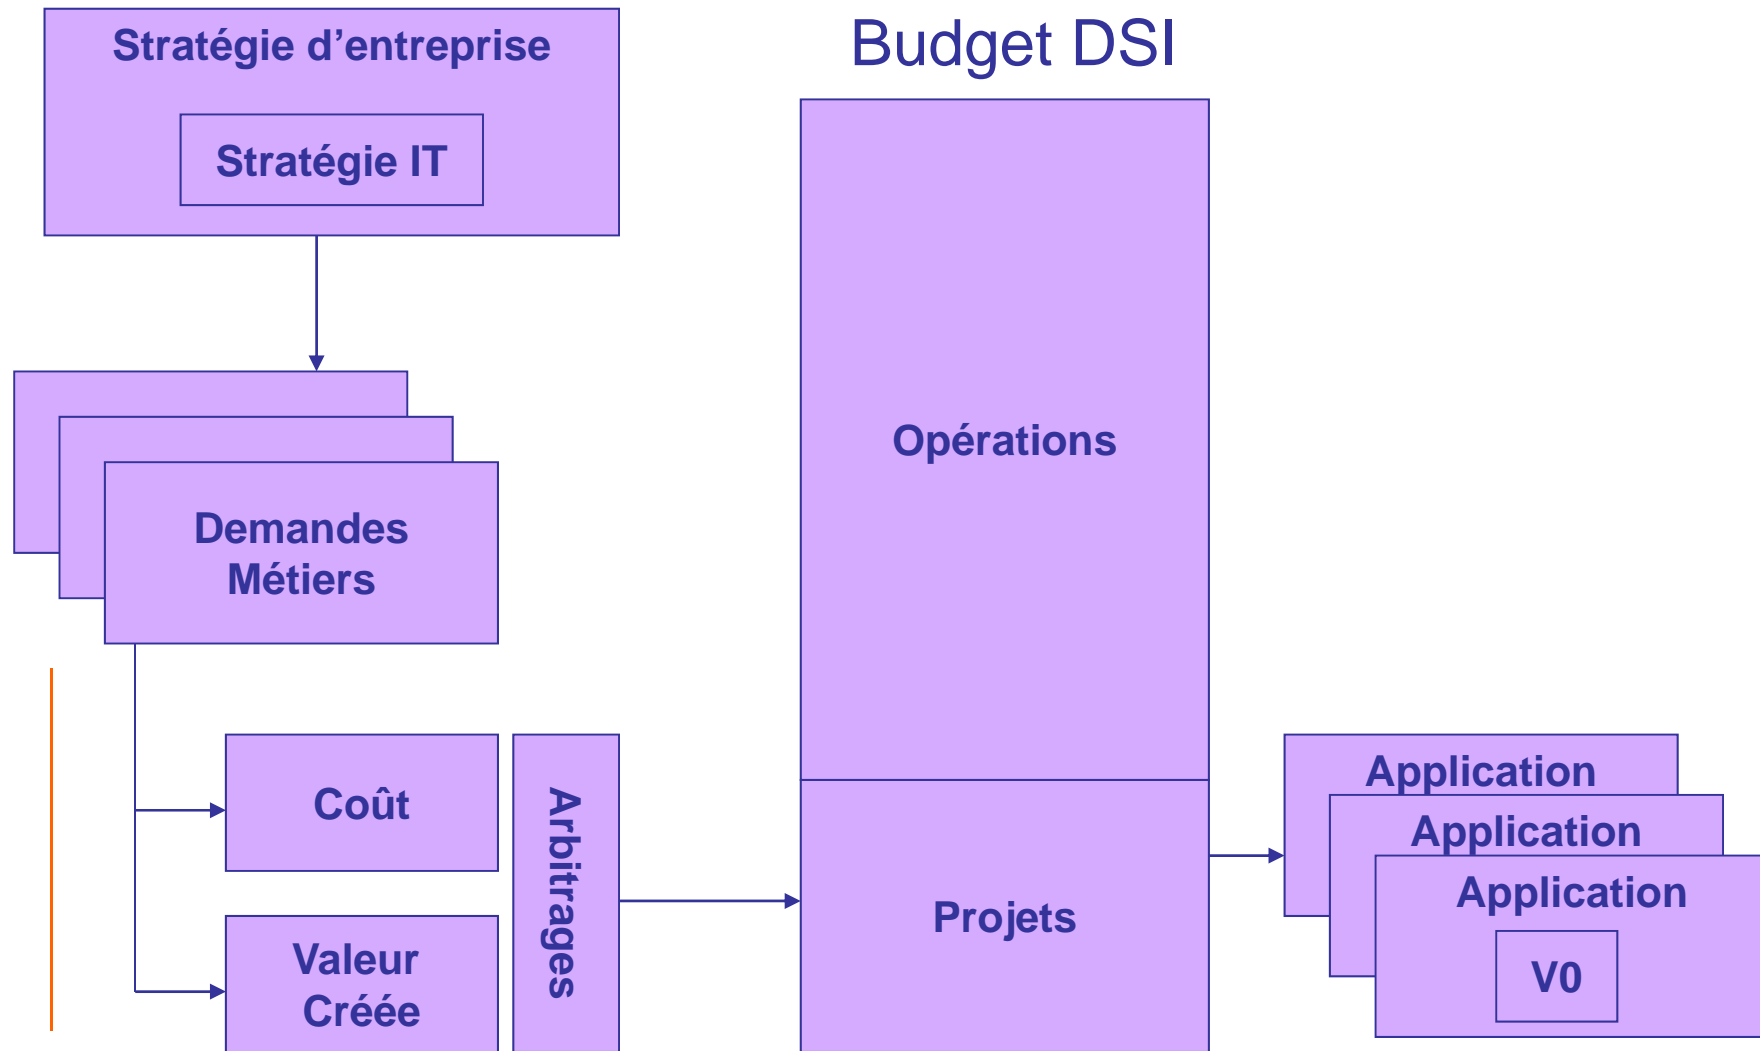 Stratégie d’entreprise
Stratégie IT
Budget DSI
Demandes
Métiers
Coût
Valeur
Créée
Arbitrages
Opérations
Projets
Application
Application
Application
V0